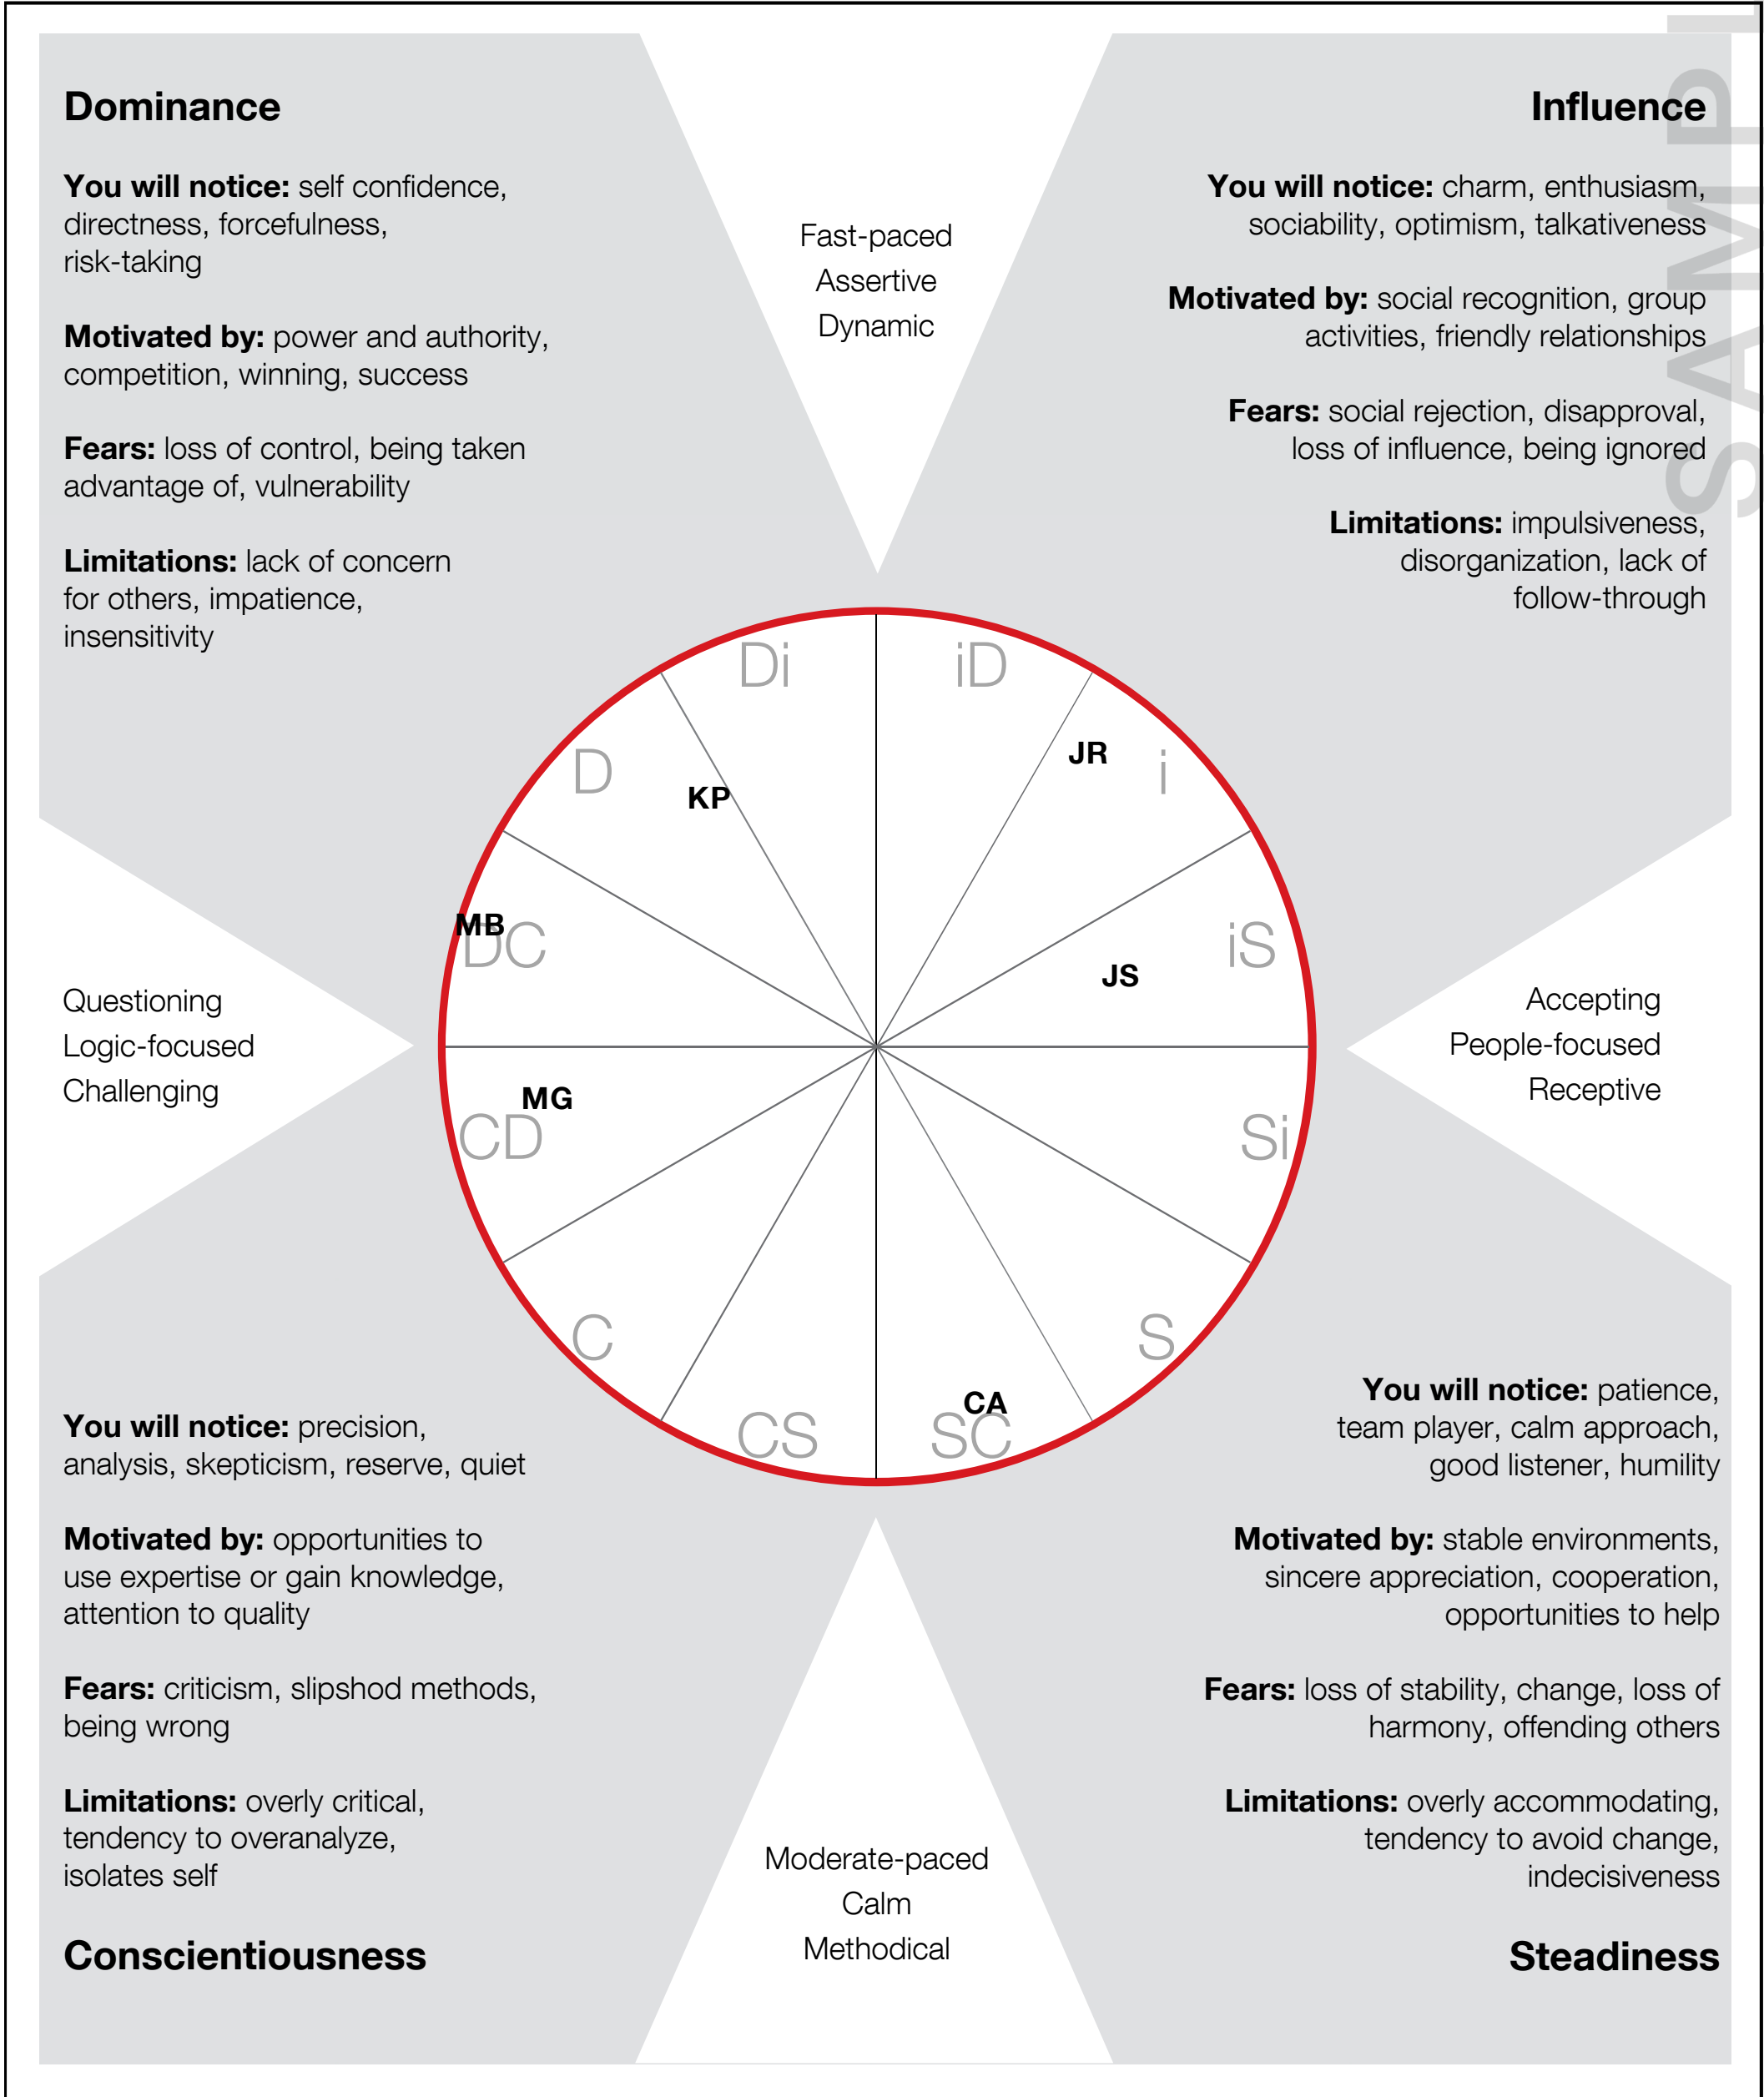 Dominance
You will notice: self confidence,
directness, forcefulness,
risk-taking
Motivated by: power and authority,
competition, winning, success
Fears: loss of control, being taken
advantage of, vulnerability
Limitations: lack of concern
for others, impatience,
insensitivity
Fast-paced
Assertive
Dynamic
Influence
You will notice: charm, enthusiasm,
sociability, optimism, talkativeness
Motivated by: social recognition, group
activities, friendly relationships
Fears: social rejection, disapproval,
loss of influence, being ignored
Limitations: impulsiveness,
disorganization, lack of
follow-through
Di
iD
D
KP
JR
i
MB
DC
JS
iS
Questioning
Logic-focused
Challenging
Accepting
People-focused
Receptive
MG
CD
Si
C
S
CA
CS
SC
You will notice: precision,
analysis, skepticism, reserve, quiet
Motivated by: opportunities to
use expertise or gain knowledge,
attention to quality
Fears: criticism, slipshod methods,
being wrong
Limitations: overly critical,
tendency to overanalyze,
isolates self
Conscientiousness
Moderate-paced
Calm
Methodical
You will notice: patience,
team player, calm approach,
good listener, humility
Motivated by: stable environments,
sincere appreciation, cooperation,
opportunities to help
Fears: loss of stability, change, loss of
harmony, offending others
Limitations: overly accommodating,
tendency to avoid change,
indecisiveness
Steadiness